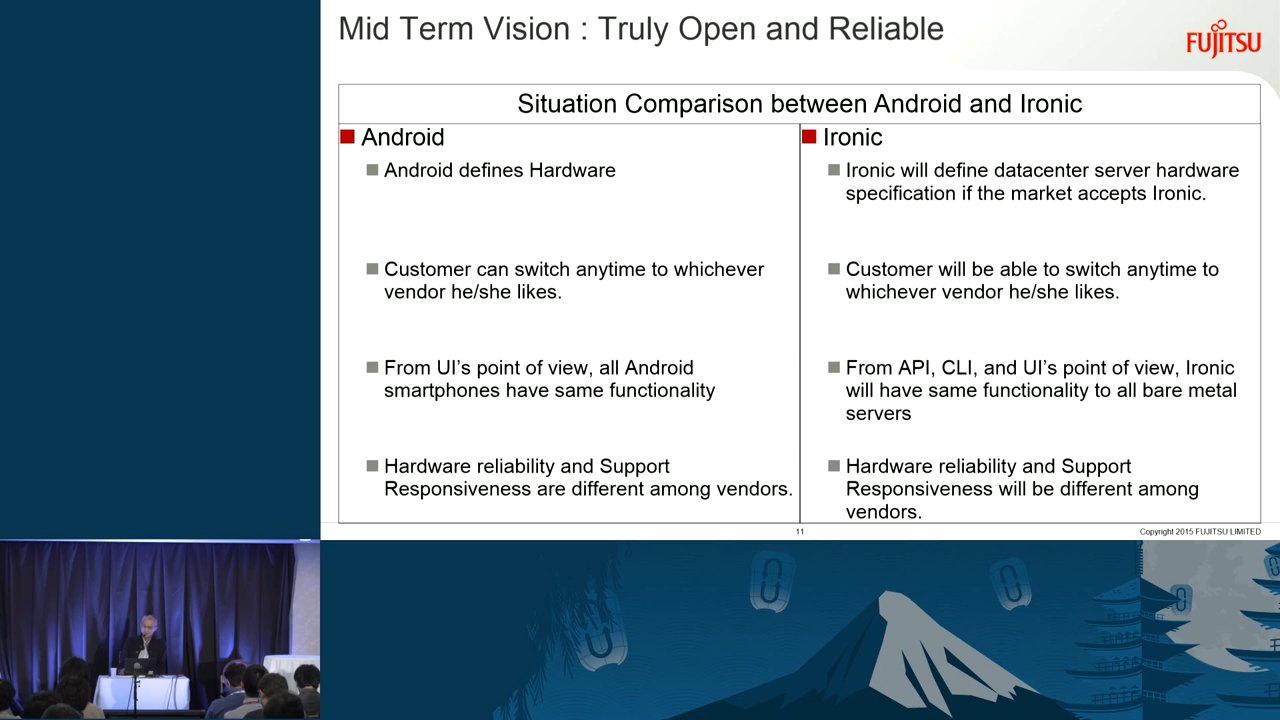 Mid Term Vision : Truly Open and Reliable
FUJITSU
Situation Comparison between Android and Ironic
Android
Android defines Hardware
Customer can switch anytime to whichever
vendor he/she likes.
From UI's point of view, all Android
smartphones have same functionality
Hardware reliability and Support
Responsiveness are different among vendors.
Ironic
Ironic will define datacenter server hardware
specification if the market accepts Ironic.
Customer will be able to switch anytime to
whichever vendor he/she likes.
From API, CLI, and UI's point of view, Ironic
will have same functionality to all bare metal
servers
Hardware reliability and Support
Responsiveness will be different among
vendors.
11
Copyright 2015 FUJITSU LIMITED